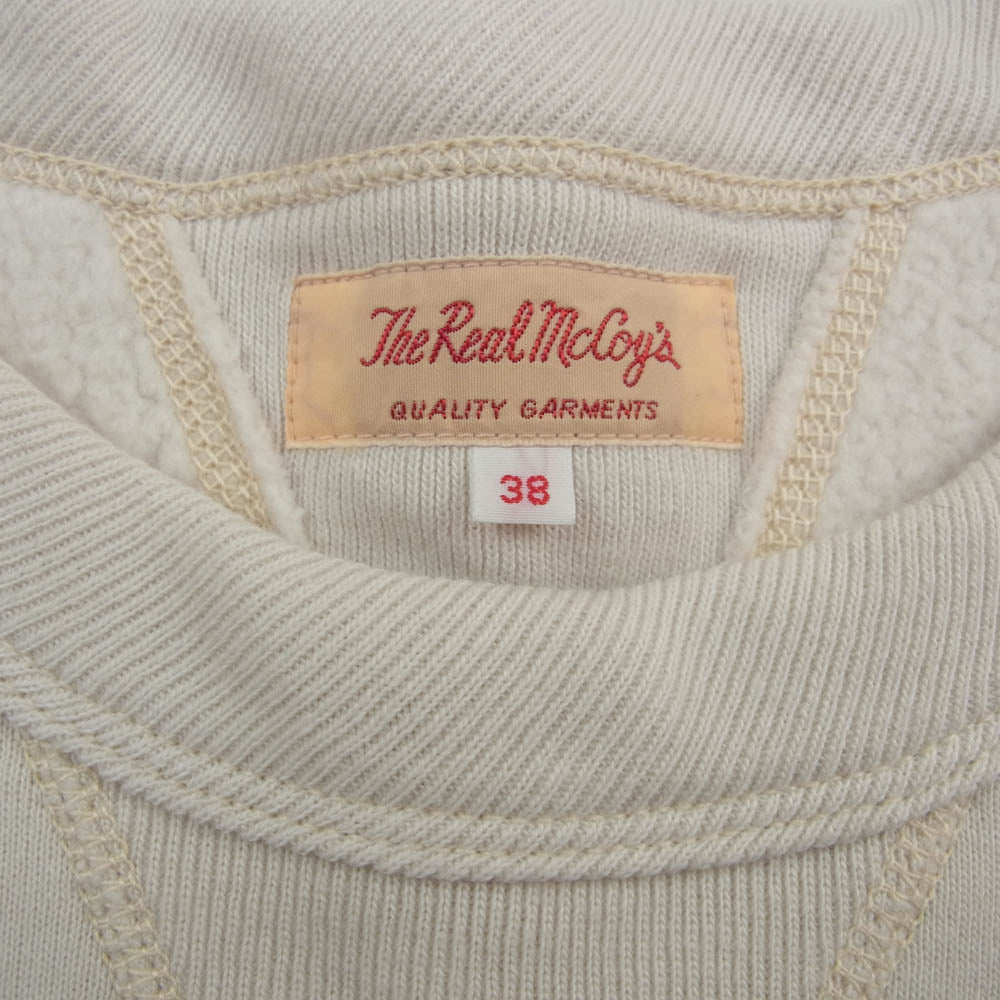 The Real McCoy's
QUALITY GARMENTS
38